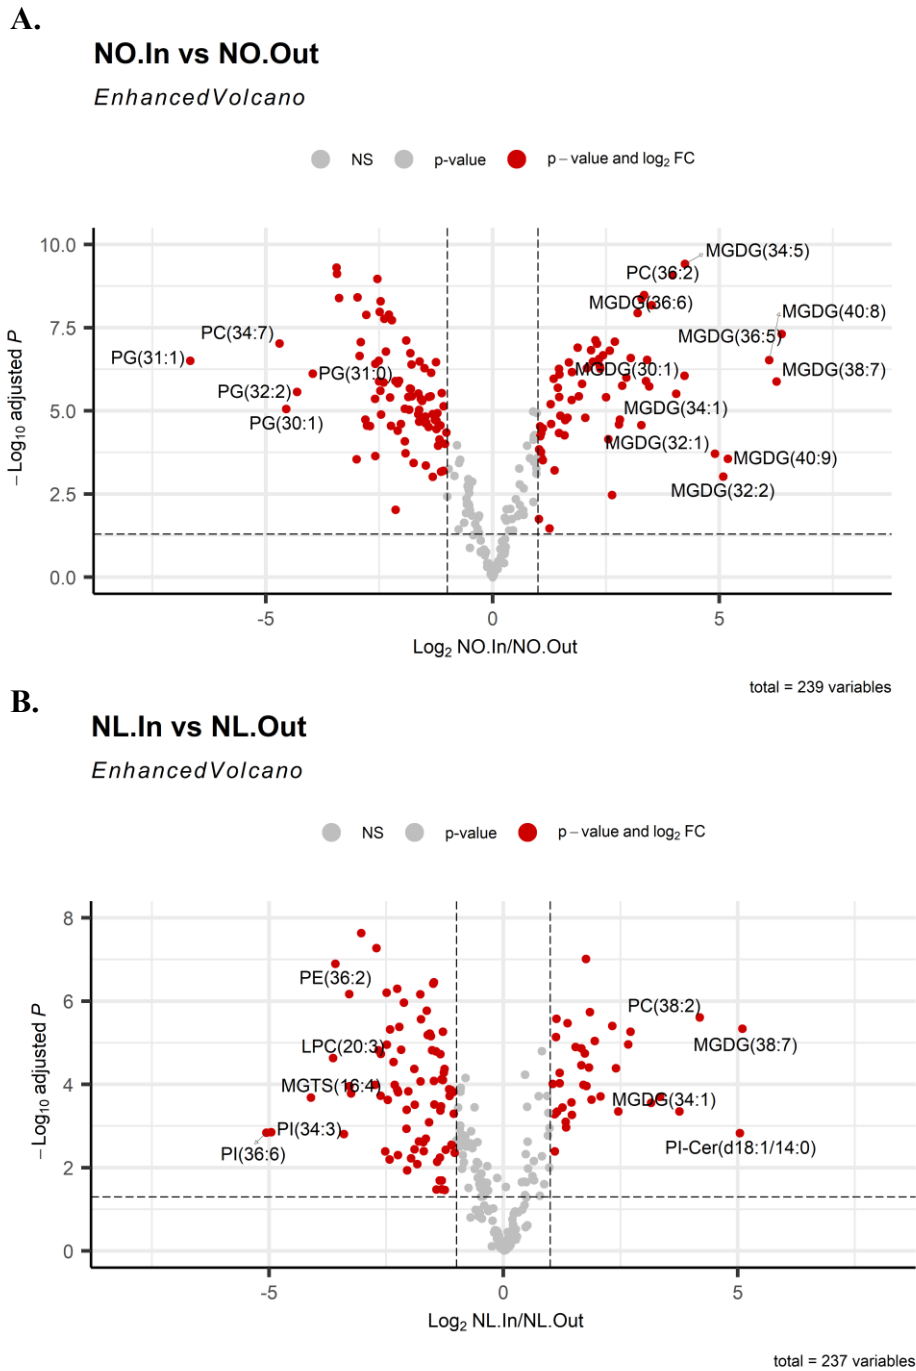 A.
NO.In vs NO.Out
EnhancedVolcano
NS p-value p − value and log2 FC
−Log10 adjusted P
10.0
7.5
5.0
2.5
0.0
MGDG(34:5)
PC(36:2)
MGDG(36:6)
MGDG(40:8)
PC(34:7)
MGDG(36:5)
PG(31:1)
PG(31:0)
MGDG(30:1)
MGDG(38:7)
PG(32:2)
MGDG(34:1)
PG(30:1)
MGDG(32:1)
MGDG(40:9)
MGDG(32:2)
-5 0 5
Log2 NO.In/NO.Out
total = 239 variables
B.
NL.In vs NL.Out
EnhancedVolcano
NS p-value p − value and log2 FC
−Log10 adjusted P
8
6
4
2
0
PE(36:2)
PC(38:2)
LPC(20:3)
MGDG(38:7)
MGTS(16:4)
MGDG(34:1)
PI(34:3)
PI(36:6)
PI-Cer(d18:1/14:0)
-5 0 5
Log2 NL.In/NL.Out
total = 237 variables